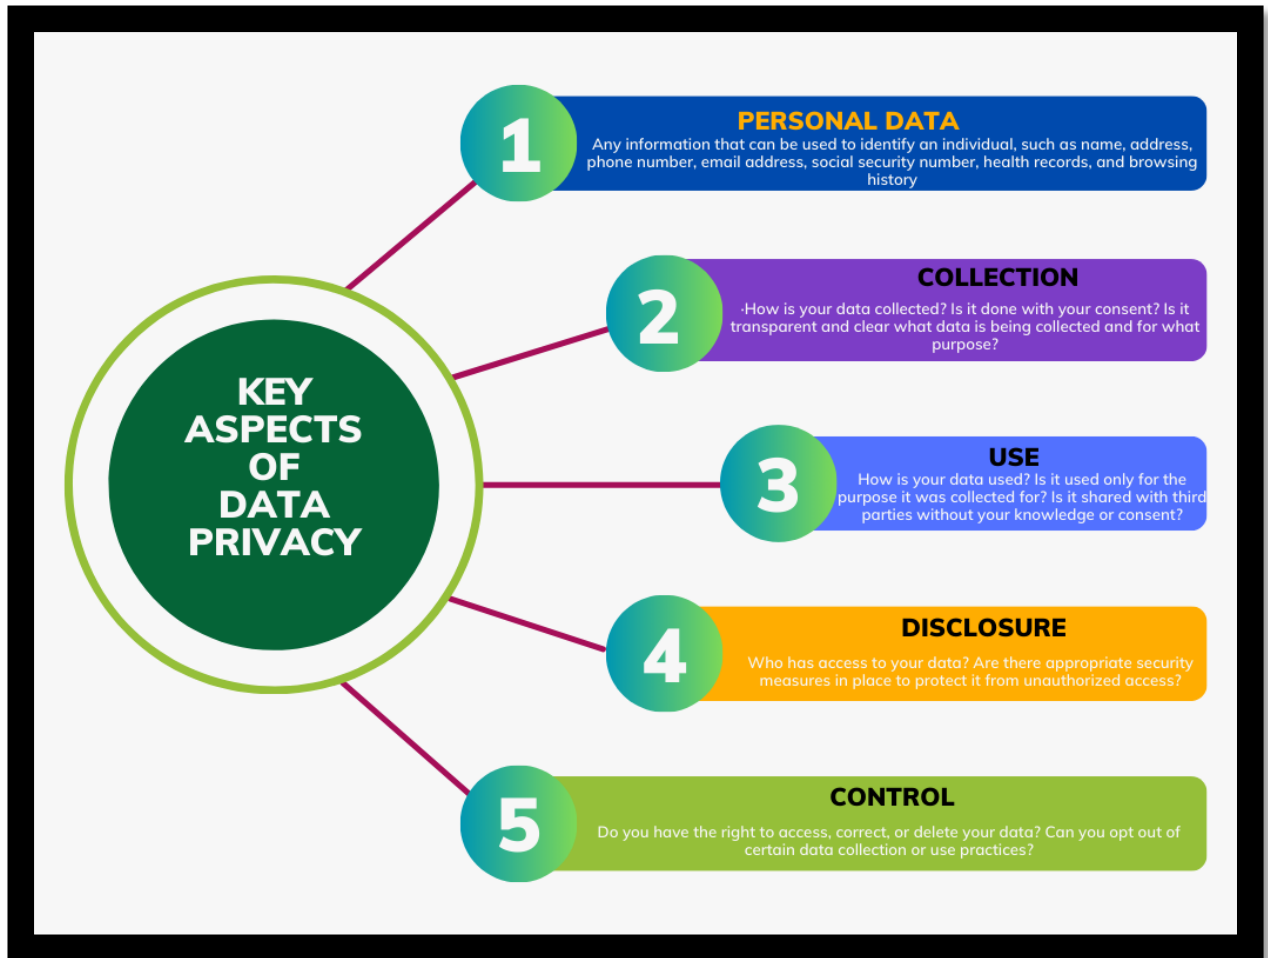 KEY
ASPECTS
OF
DATA
PRIVACY
1
PERSONAL DATA
Any information that can be used to identify an individual, such as name, address,
phone number, email address, social security number, health records, and browsing
history
2
COLLECTION
·How is your data collected? Is it done with your consent? Is it
transparent and clear what data is being collected and for what
purpose?
3
USE
How is your data used? Is it used only for the
purpose it was collected for? Is it shared with third
parties without your knowledge or consent?
4
DISCLOSURE
Who has access to your data? Are there appropriate security
measures in place to protect it from unauthorized access?
5
CONTROL
Do you have the right to access, correct, or delete your data? Can you opt out of
certain data collection or use practices?